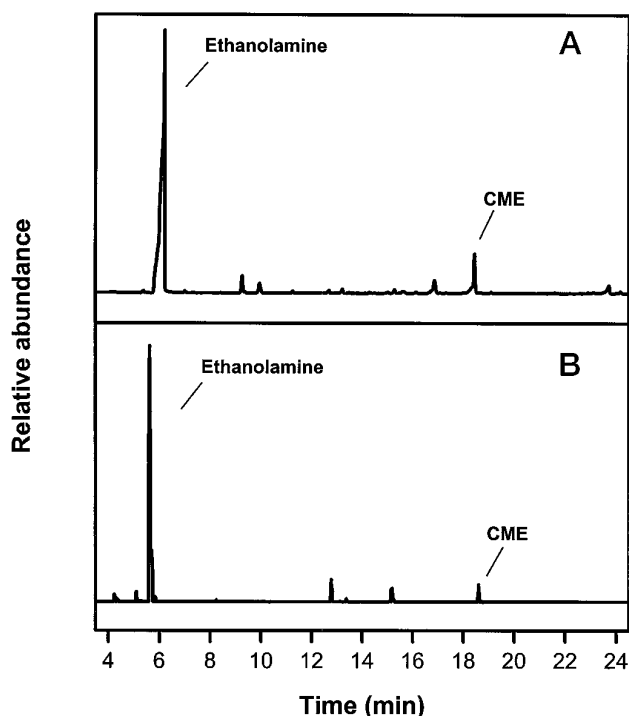 A
Ethanolamine
CME
Relative abundance
B
Ethanolamine
CME
4 6 8 10 12 14 16 18 20 22 24
Time (min)